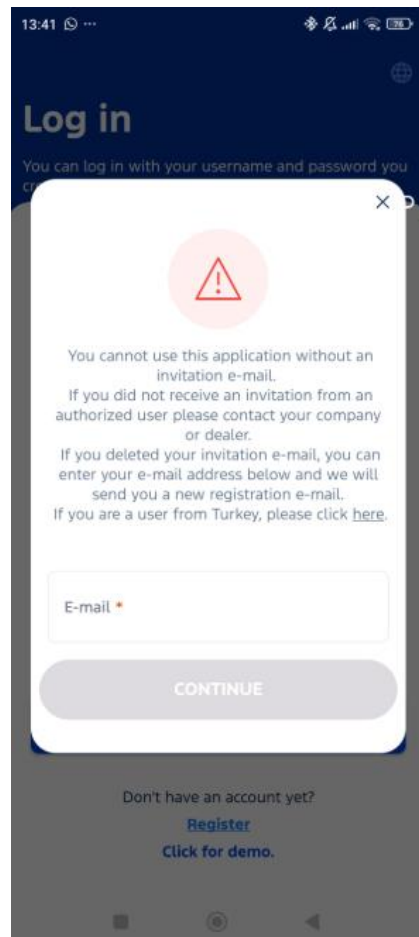 13:41
76
Log in
You can log in with your username and password you
You cannot use this application without an
invitation e-mail.
If you did not receive an invitation from an
authorized user please contact your company
or dealer.
If you deleted your invitation e-mail, you can
enter your e-mail address below and we will
send you a new registration e-mail.
If you are a user from Turkey, please click here.
E-mail *
CONTINUE
Don't have an account yet?
Register
Click for demo.